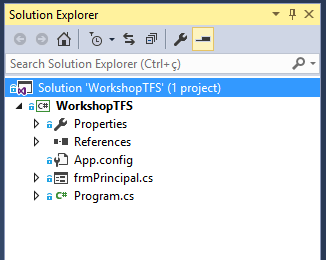 Solution Explorer
Search Solution Explorer (Ctrl+ç)
Solution 'WorkshopTFS' (1 project)
C# WorkshopTFS
Properties
References
App.config
frmPrincipal.cs
C# Program.cs